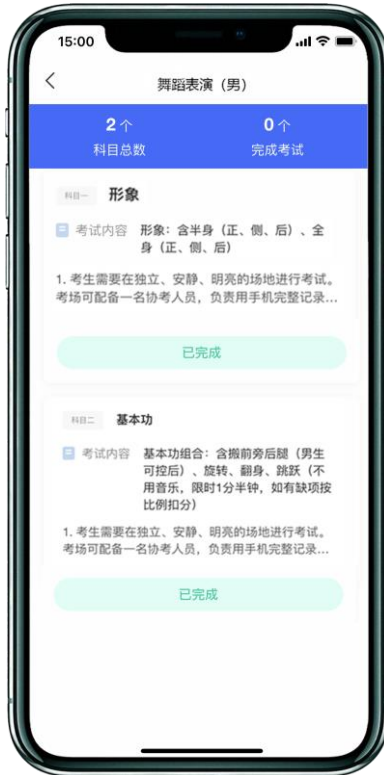 15:00
舞蹈表演（男）
2个
0个
科目总数
完成考试
科目一
形象
考试内容
形象：含半身（正、侧、后）、全
身（正、侧、后）
1. 考生需要在独立、安静、明亮的场地进行考试。
考场可配备一名协考人员，负责用手机完整记录...
已完成
科目二
基本功
考试内容
基本功组合：含搬前旁后腿（男生
可控后）、旋转、翻身、跳跃（不
用音乐，限时1分半钟，如有缺项按
比例扣分）
1. 考生需要在独立、安静、明亮的场地进行考试。
考场可配备一名协考人员，负责用手机完整记录...
已完成